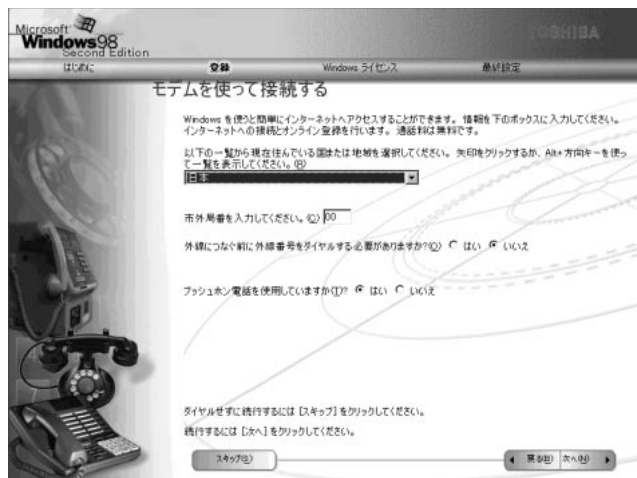 Microsoft
Windows98
Second Edition
TOSHIBA
はじめに 登録 Windows ライセンス 最終設定
モデムを使って接続する
Windows を使うと簡単にインターネットへアクセスすることができます。 情報を下のボックスに入力してください。
インターネットへの接続とオンライン登録を行います。 通話料は無料です。
以下の一覧から現在住んでいる国または地域を選択してください。 矢印をクリックするか、Alt+方向キーを使っ
て一覧を表示してください。(R)
日本
市外局番を入力してください。(C) 00
外線につなぐ前に外線番号をダイヤルする必要がありますか?(O) はい いいえ
プッシュホン電話を使用していますか(T)? はい いいえ
ダイヤルせずに続行するには [スキップ] をクリックしてください。
続行するには [次へ] をクリックしてください。
スキップ(S) 戻る(B) 次へ(N)